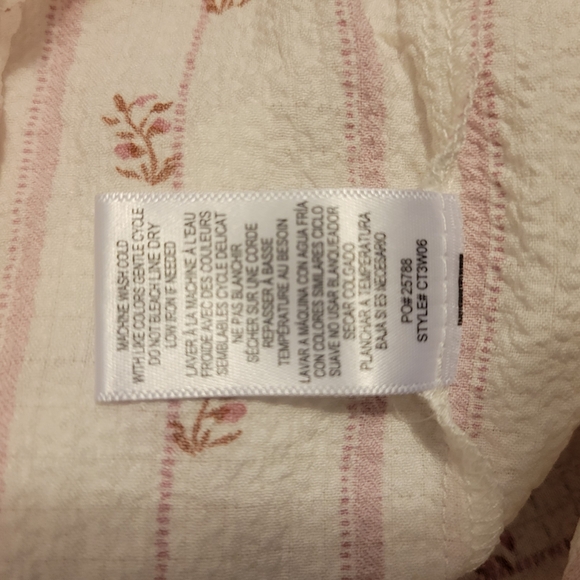 MACHINE WASH COLD
WITH LIKE COLORS GENTLE CYCLE
DO NOT BLEACH LINE DRY
LOW IRON IF NEEDED
LAVER À LA MACHINE À L'EAU
FROIDE AVEC DES COULEURS
SEMBLABLES CYCLE DELICAT
NE PAS BLANCHIR
SÉCHER SUR UNE CORDE
REPASSER À BASSE
TEMPÉRATURE AU BESOIN
LAVAR A MÁQUINA CON AGUA FRÍA
CON COLORES SIMILARES CICLO
SUAVE NO USAR BLANQUEADOR
SECAR COLGADO
PLANCHAR A TEMPERATURA
BAJA SI ES NECESARIO
PO# 25788
STYLE# CT3W06